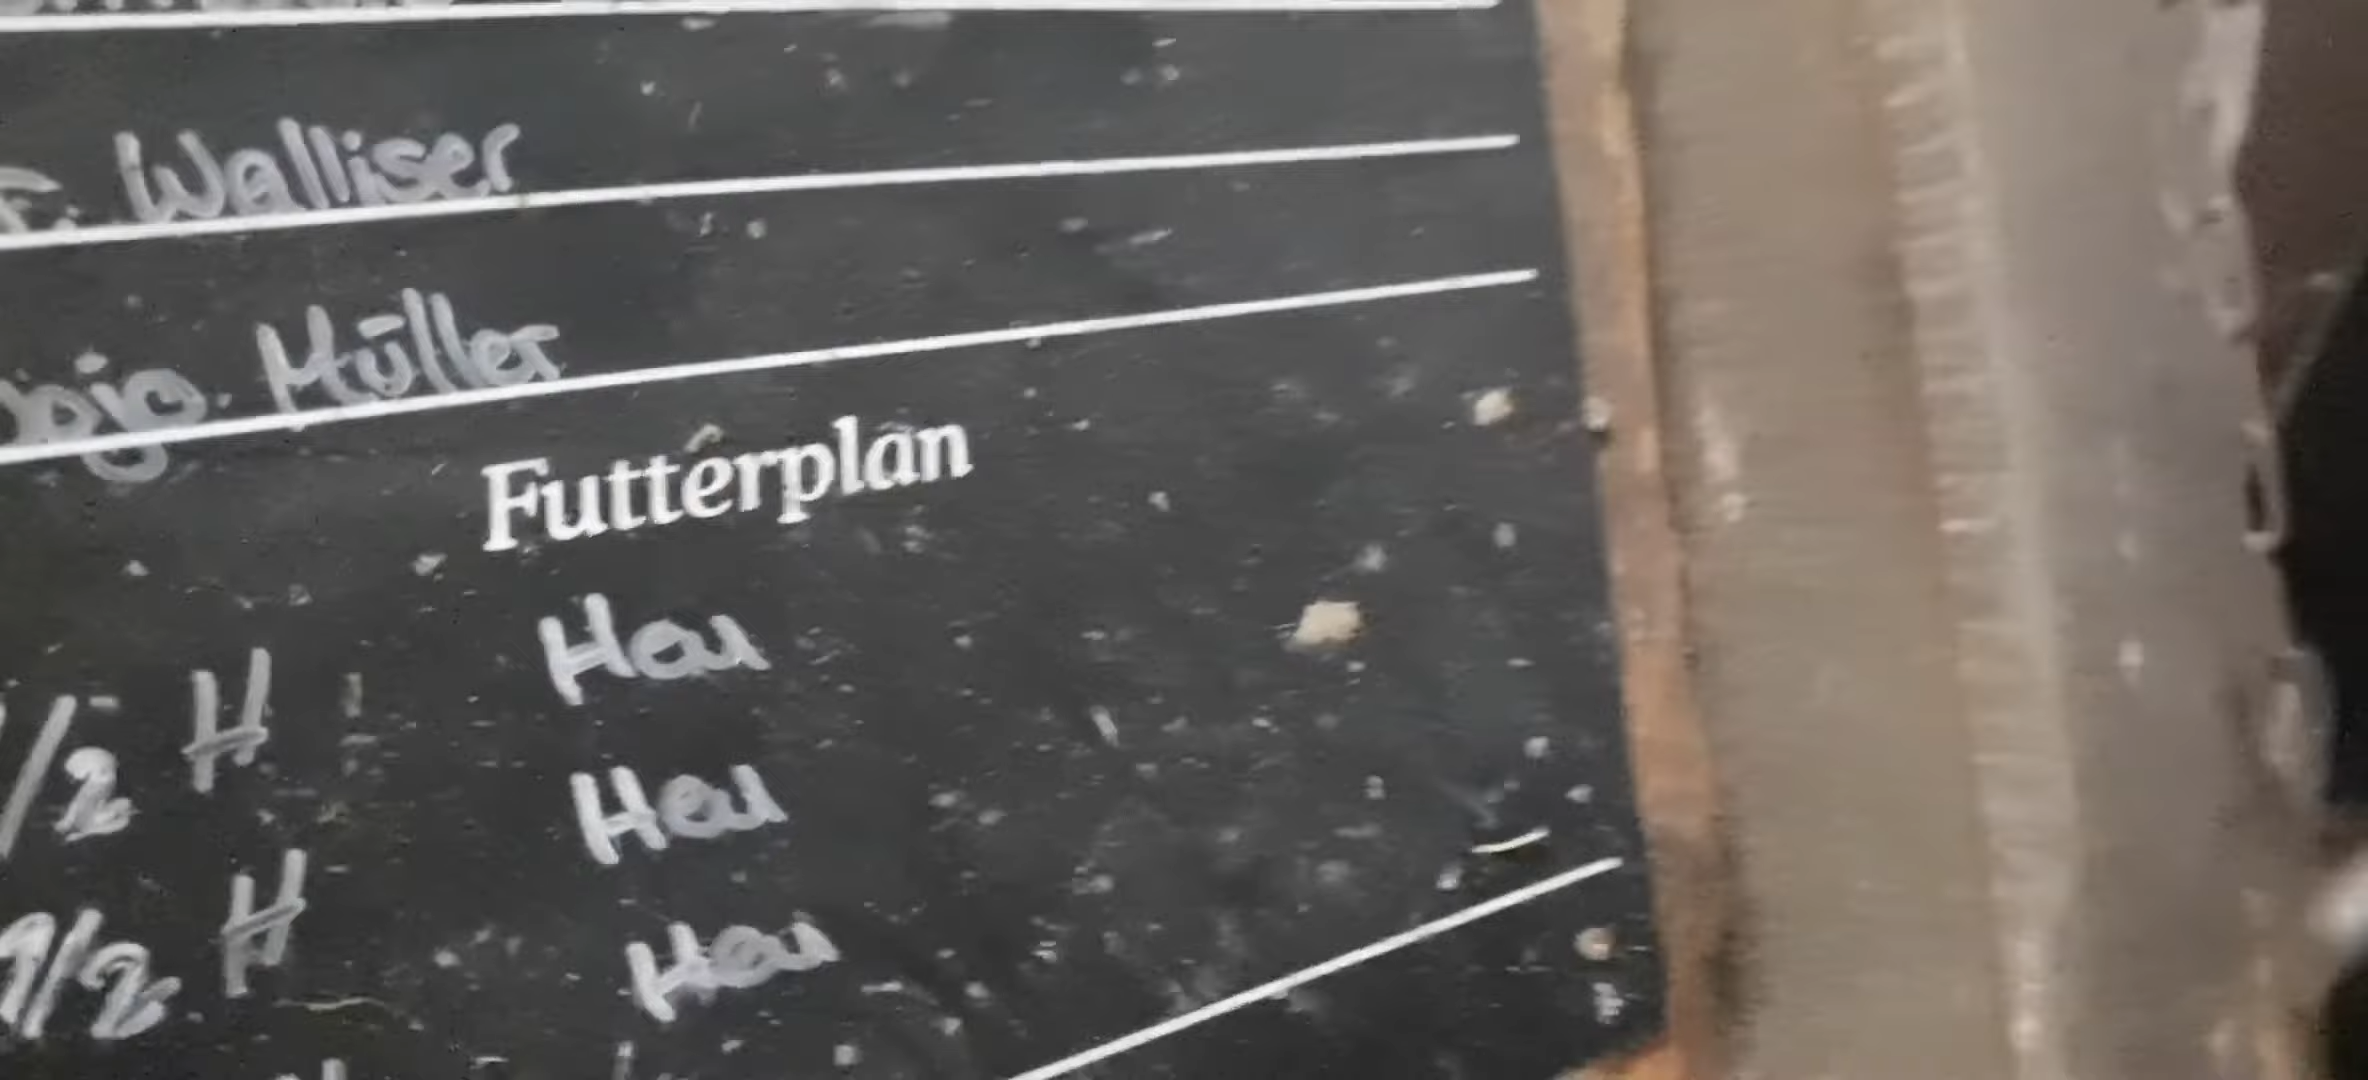 F. Walliser
Müller
Futterplan
1/2 H Heu
Heu
1/2 H Heu